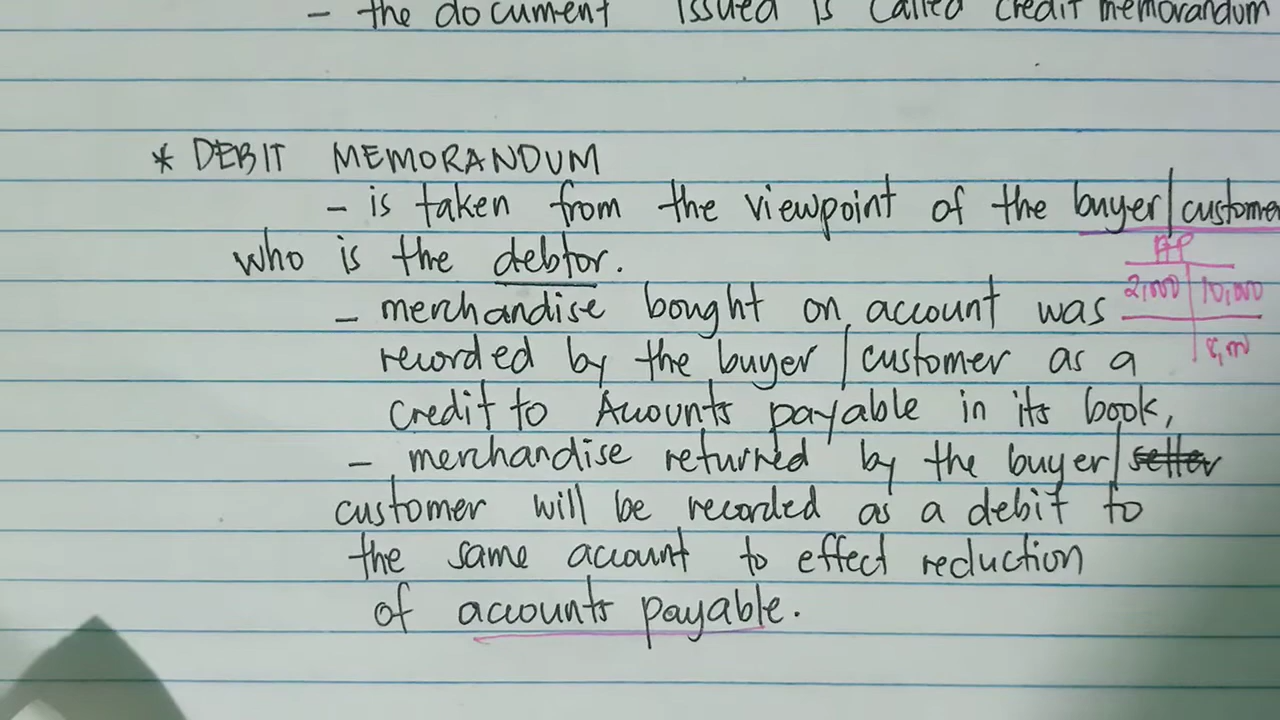 - the document issued is called credit memorandum
* DEBIT MEMORANDUM
- is taken from the viewpoint of the buyer/customer
who is the debtor.
AP
2,000 10,000
8,000
- merchandise bought on account was
recorded by the buyer/customer as a
credit to Accounts payable in its book,
- merchandise returned by the buyer/seller
customer will be recorded as a debit to
the same account to effect reduction
of accounts payable.